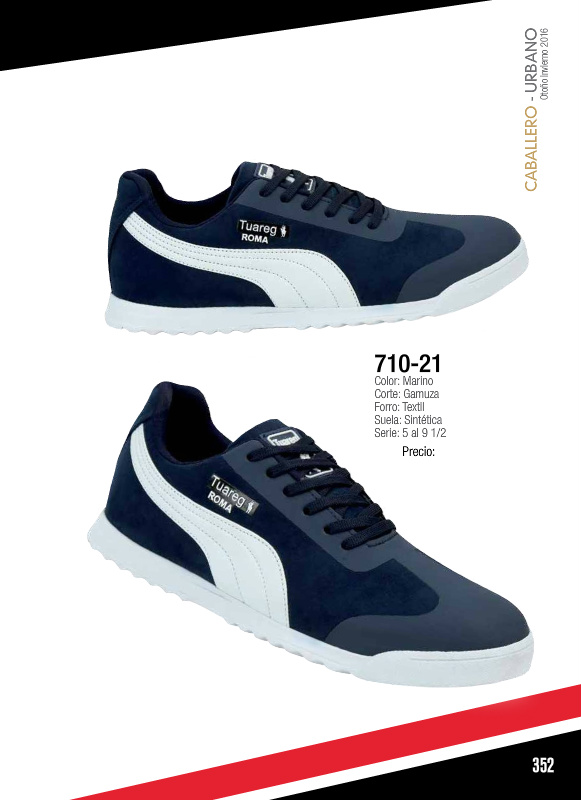 CABALLERO - URBANO
Otoño Invierno 2016
Tuareg
ROMA
710-21
Color: Marino
Corte: Gamuza
Forro: Textil
Suela: Sintética
Serie: 5 al 9 1/2
Precio:
Tuareg
Tuareg
ROMA
352